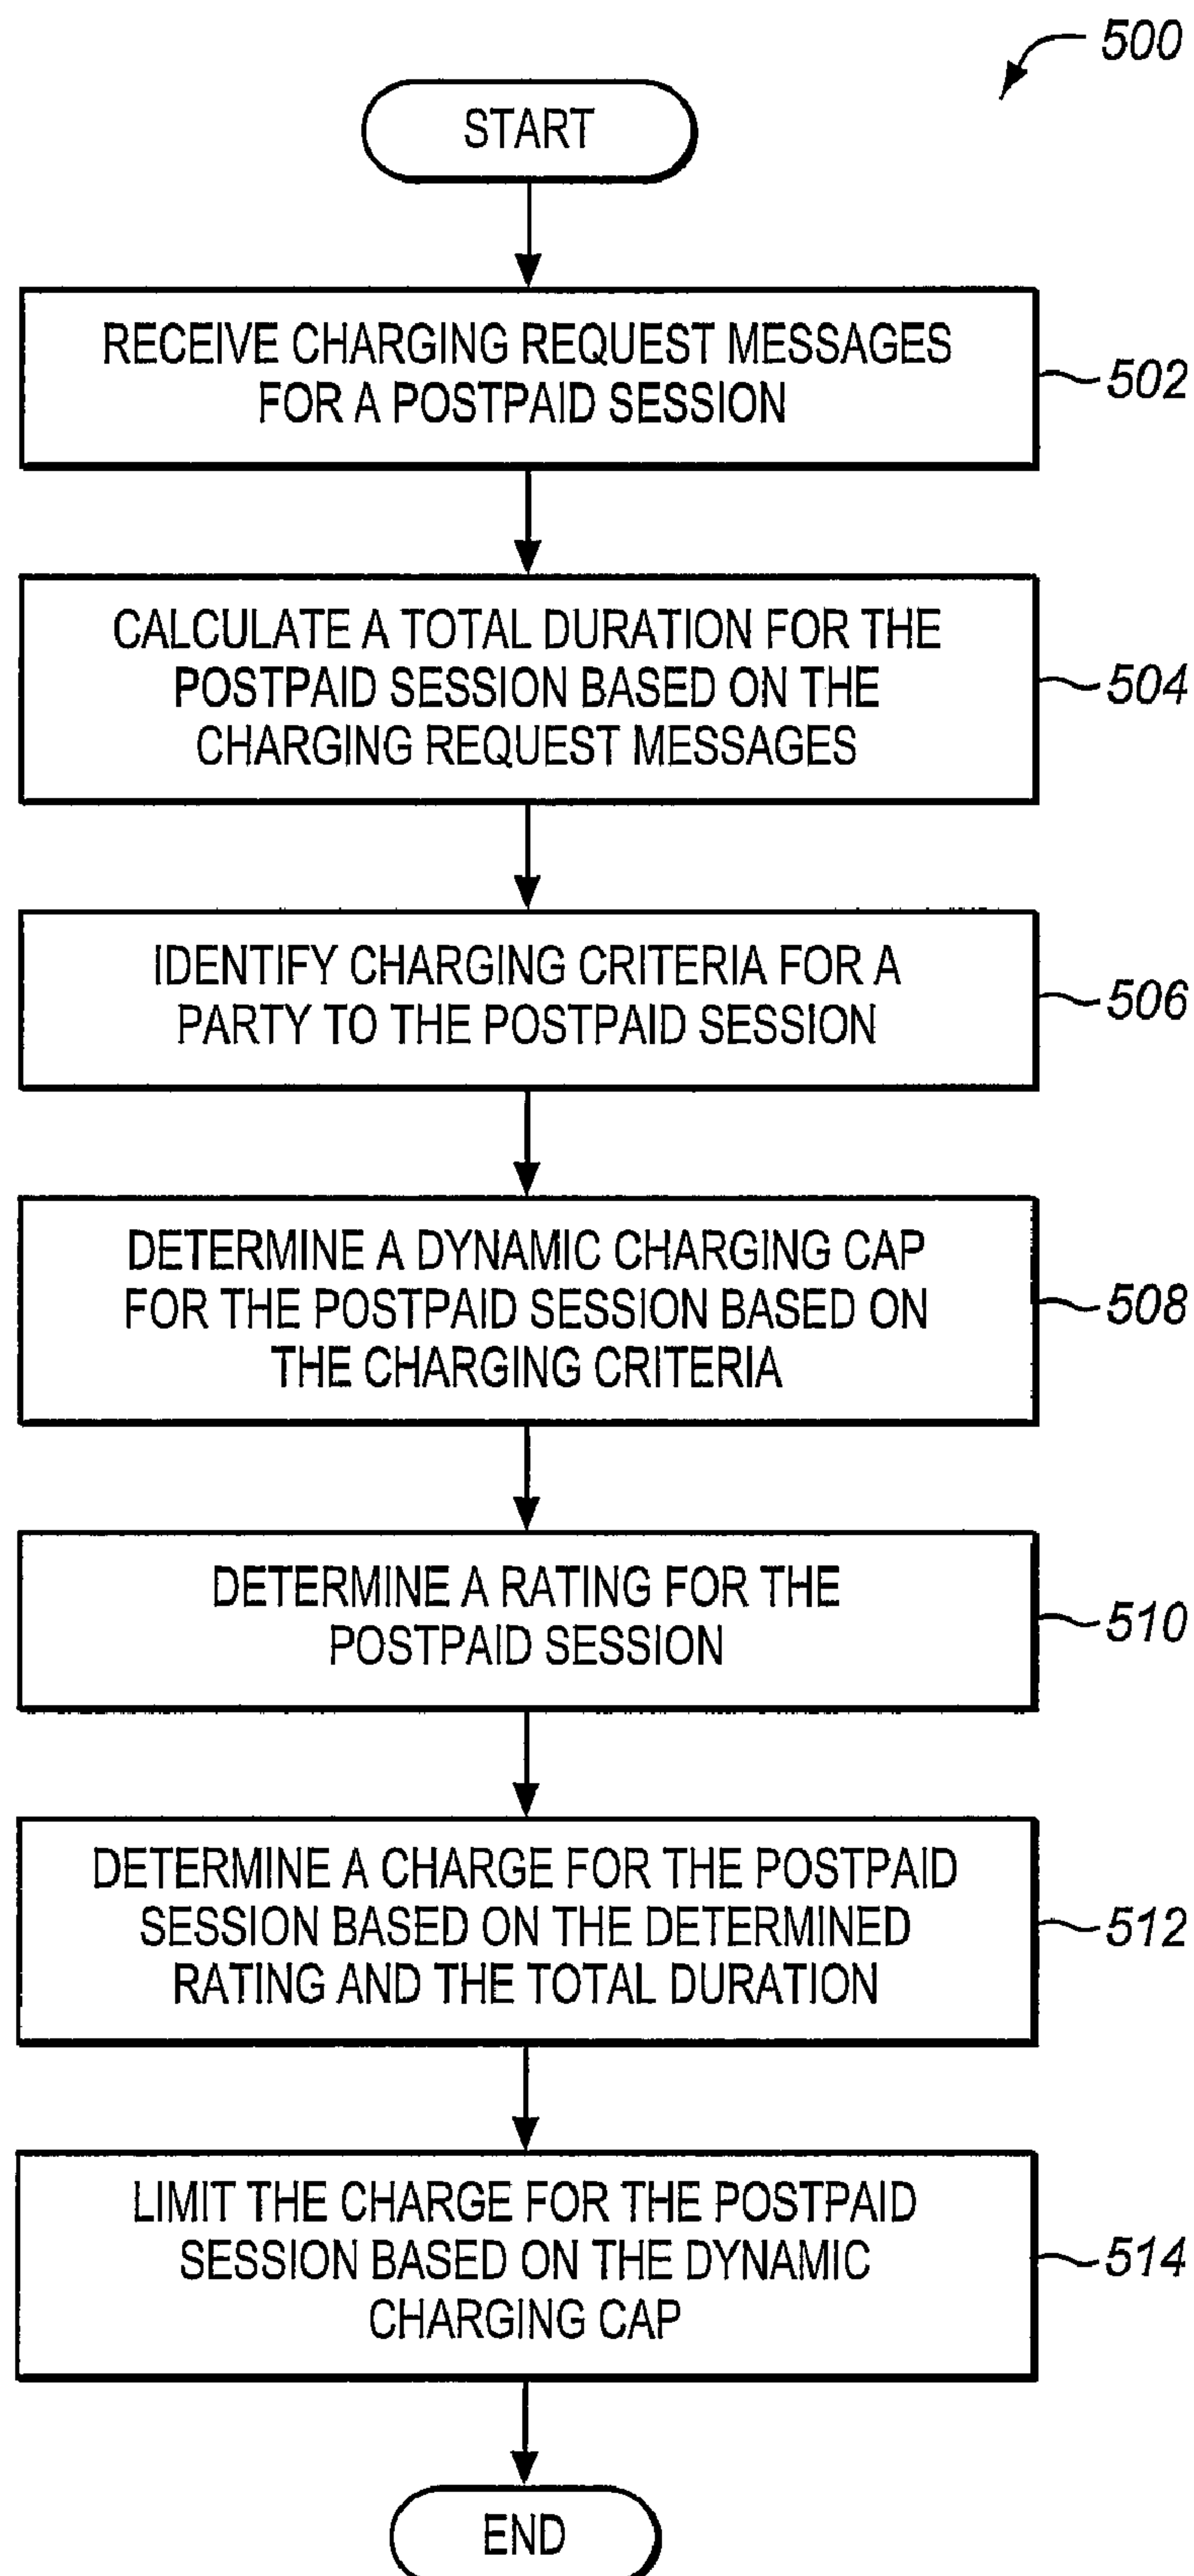 500
START
RECEIVE CHARGING REQUEST MESSAGES
FOR A POSTPAID SESSION
502
CALCULATE A TOTAL DURATION FOR THE
POSTPAID SESSION BASED ON THE
CHARGING REQUEST MESSAGES
504
IDENTIFY CHARGING CRITERIA FOR A
PARTY TO THE POSTPAID SESSION
506
DETERMINE A DYNAMIC CHARGING CAP
FOR THE POSTPAID SESSION BASED ON
THE CHARGING CRITERIA
508
DETERMINE A RATING FOR THE
POSTPAID SESSION
510
DETERMINE A CHARGE FOR THE POSTPAID
SESSION BASED ON THE DETERMINED
RATING AND THE TOTAL DURATION
512
LIMIT THE CHARGE FOR THE POSTPAID
SESSION BASED ON THE DYNAMIC
CHARGING CAP
514
END